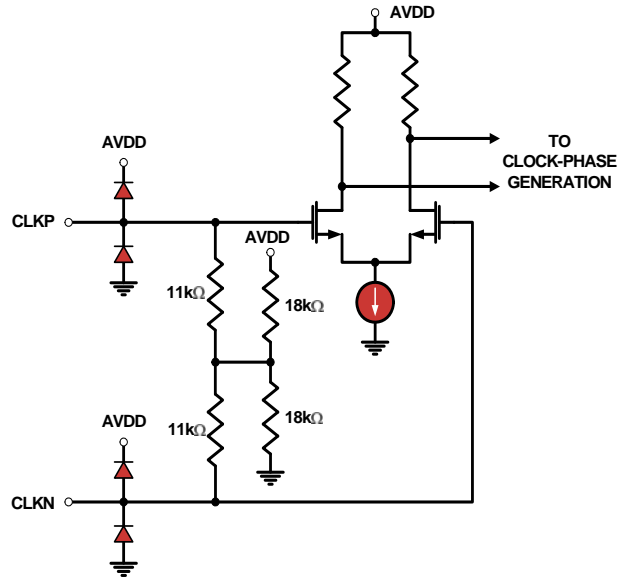 AVDD
AVDD
TO
CLOCK-PHASE
GENERATION
CLKP
AVDD
11kΩ
18kΩ
11kΩ
18kΩ
AVDD
CLKN